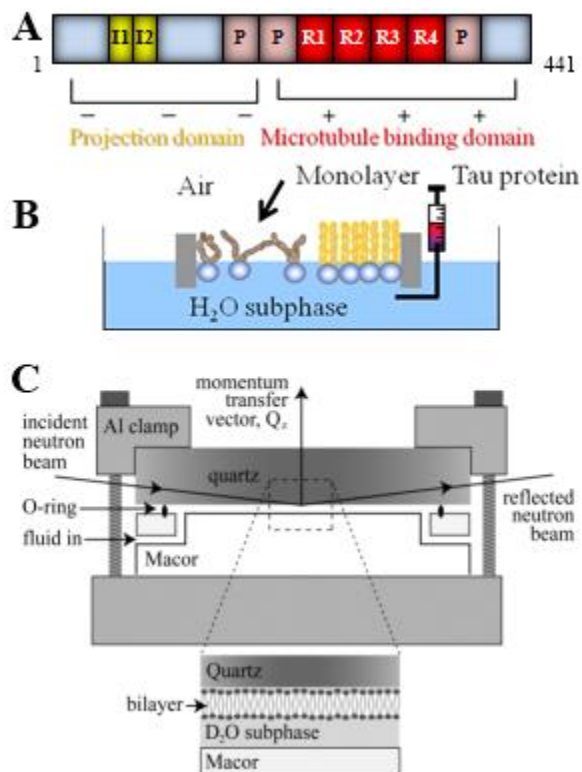 A
I1 I2 P P R1 R2 R3 R4 P
1 441
− − − + + +
Projection domain Microtubule binding domain
B
Air Monolayer Tau protein
H₂O subphase
C
momentum
transfer
vector, Q_z
incident
neutron
beam
Al clamp
quartz
O-ring
fluid in
Macor
reflected
neutron
beam
Quartz
bilayer
D₂O subphase
Macor